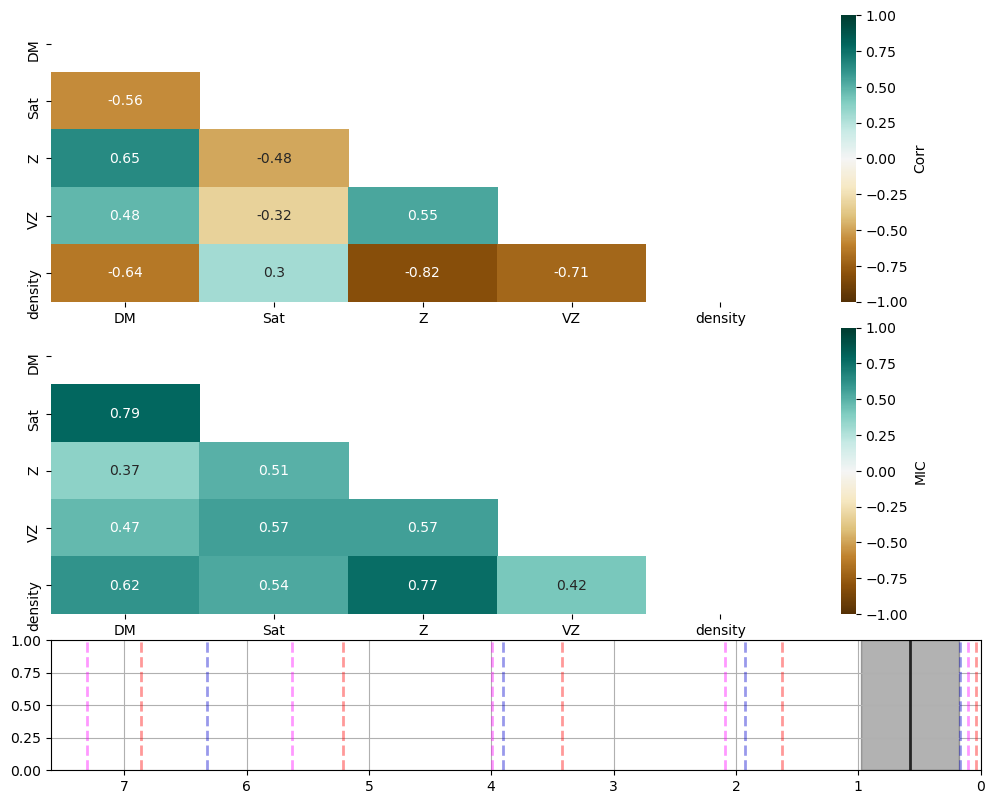 DM
Sat
-0.56
Z
0.65 -0.48
VZ
0.48 -0.32 0.55
density
-0.64 0.3 -0.82 -0.71
DM Sat Z VZ density
1.00
0.75
0.50
0.25
0.00
−0.25
−0.50
−0.75
−1.00
Corr
DM
Sat
0.79
Z
0.37 0.51
VZ
0.47 0.57 0.57
density
0.62 0.54 0.77 0.42
DM Sat Z VZ density
1.00
0.75
0.50
0.25
0.00
−0.25
−0.50
−0.75
−1.00
MIC
1.00
0.75
0.50
0.25
0.00
7 6 5 4 3 2 1 0